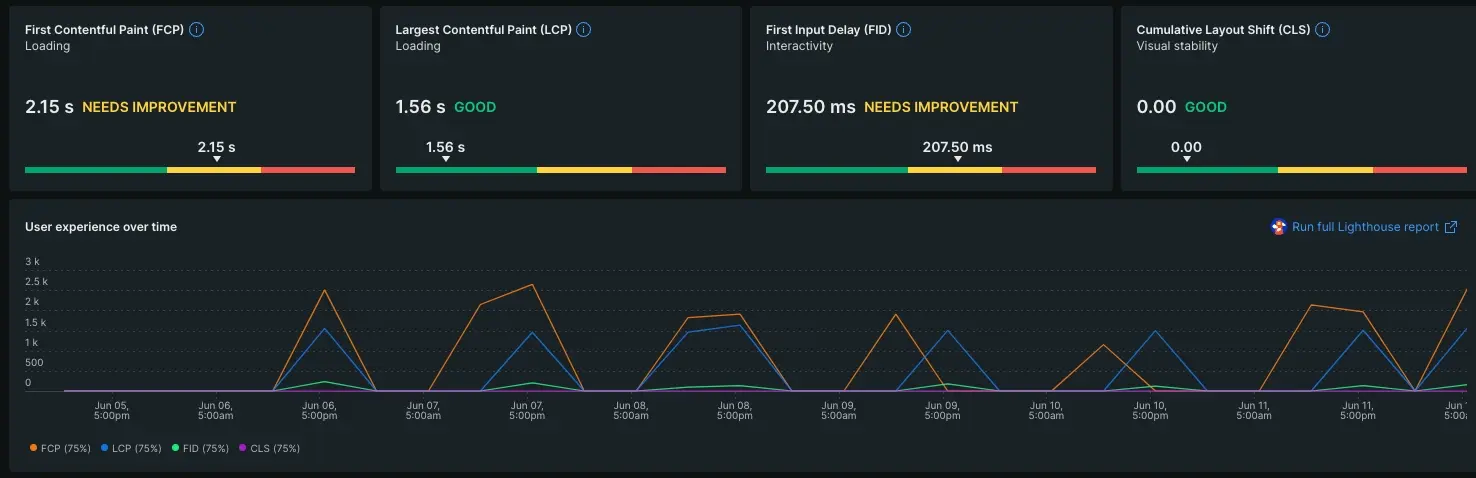 First Contentful Paint (FCP)
Loading
2.15 s NEEDS IMPROVEMENT
2.15 s
Largest Contentful Paint (LCP)
Loading
1.56 s GOOD
1.56 s
First Input Delay (FID)
Interactivity
207.50 ms NEEDS IMPROVEMENT
207.50 ms
Cumulative Layout Shift (CLS)
Visual stability
0.00 GOOD
0.00
User experience over time
Run full Lighthouse report
3 k
2.5 k
2 k
1.5 k
1 k
500
0
Jun 05,
5:00pm
Jun 06,
5:00am
Jun 06,
5:00pm
Jun 07,
5:00am
Jun 07,
5:00pm
Jun 08,
5:00am
Jun 08,
5:00pm
Jun 09,
5:00am
Jun 09,
5:00pm
Jun 10,
5:00am
Jun 10,
5:00pm
Jun 11,
5:00am
Jun 11,
5:00pm
Jun
5:00
FCP (75%) LCP (75%) FID (75%) CLS (75%)